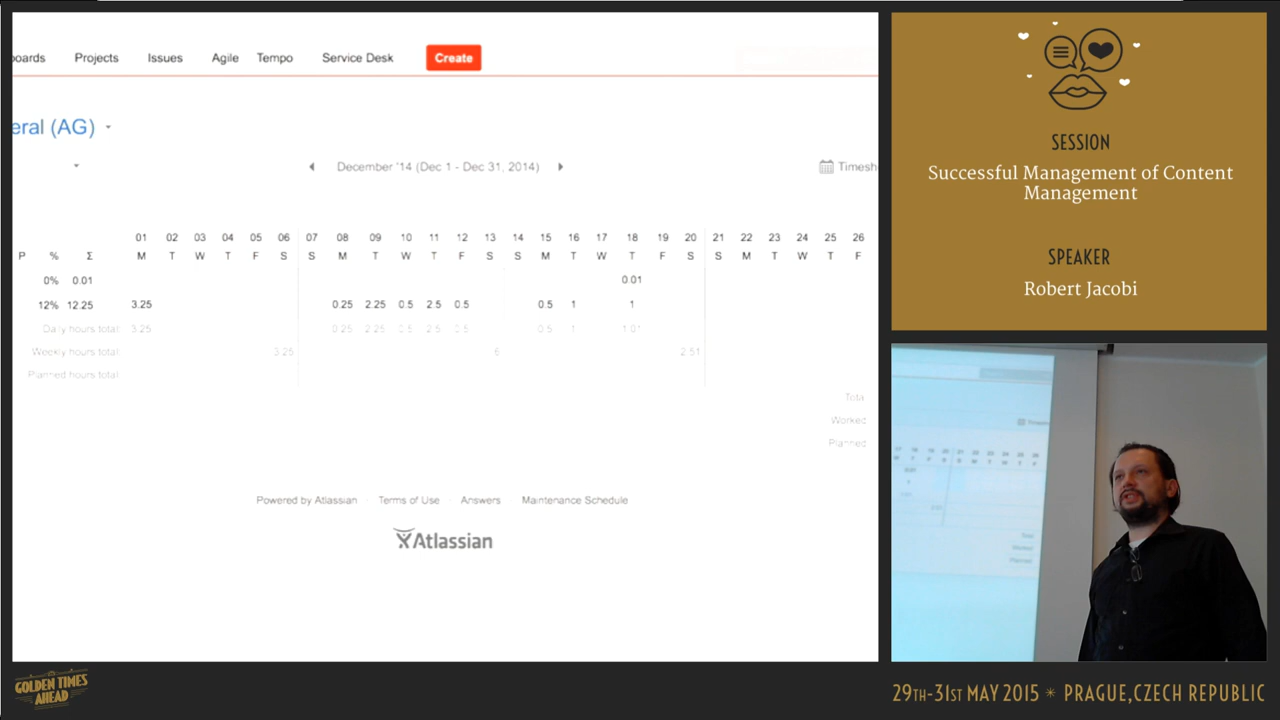 oards Projects Issues Agile Tempo Service Desk Create
eral (AG)
December '14 (Dec 1 - Dec 31, 2014) Timesh
01 02 03 04 05 06 07 08 09 10 11 12 13 14 15 16 17 18 19 20 21 22 23 24 25 26
P % Σ M T W T F S S M T W T F S S M T W T F S S M T W T F
0% 0.01 0.01
12% 12.25 3.25 0.25 2.25 0.5 2.5 0.5 0.5 1 1
Daily hours total: 3.25 0.25 2.25 0.5 2.5 0.5 0.5 1 1.01
Weekly hours total: 3.25 6 2.51
Planned hours total:
Total
Worked
Planned
Powered by Atlassian · Terms of Use · Answers · Maintenance Schedule
Atlassian
SESSION
Successful Management of Content
Management
SPEAKER
Robert Jacobi
GOLDEN TIMES
AHEAD
29TH-31ST MAY 2015 * PRAGUE, CZECH REPUBLIC